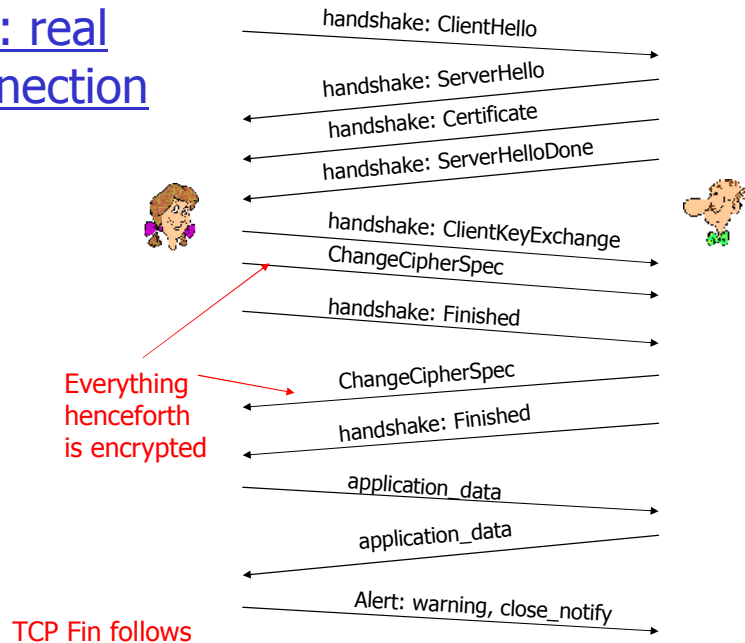 : real
nection
handshake: ClientHello
handshake: ServerHello
handshake: Certificate
handshake: ServerHelloDone
handshake: ClientKeyExchange
ChangeCipherSpec
handshake: Finished
Everything
henceforth
is encrypted
ChangeCipherSpec
handshake: Finished
application_data
application_data
Alert: warning, close_notify
TCP Fin follows